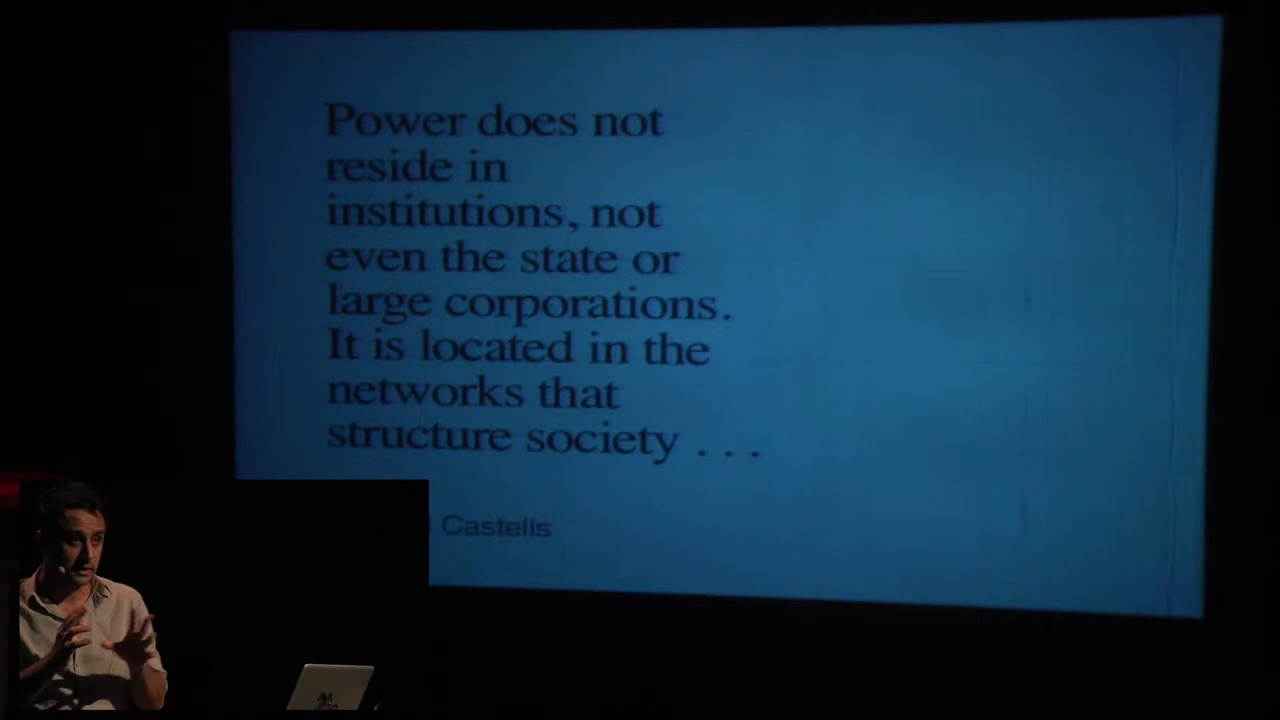 Power does not
reside in
institutions, not
even the state or
large corporations.
It is located in the
networks that
structure society . . .
Castells